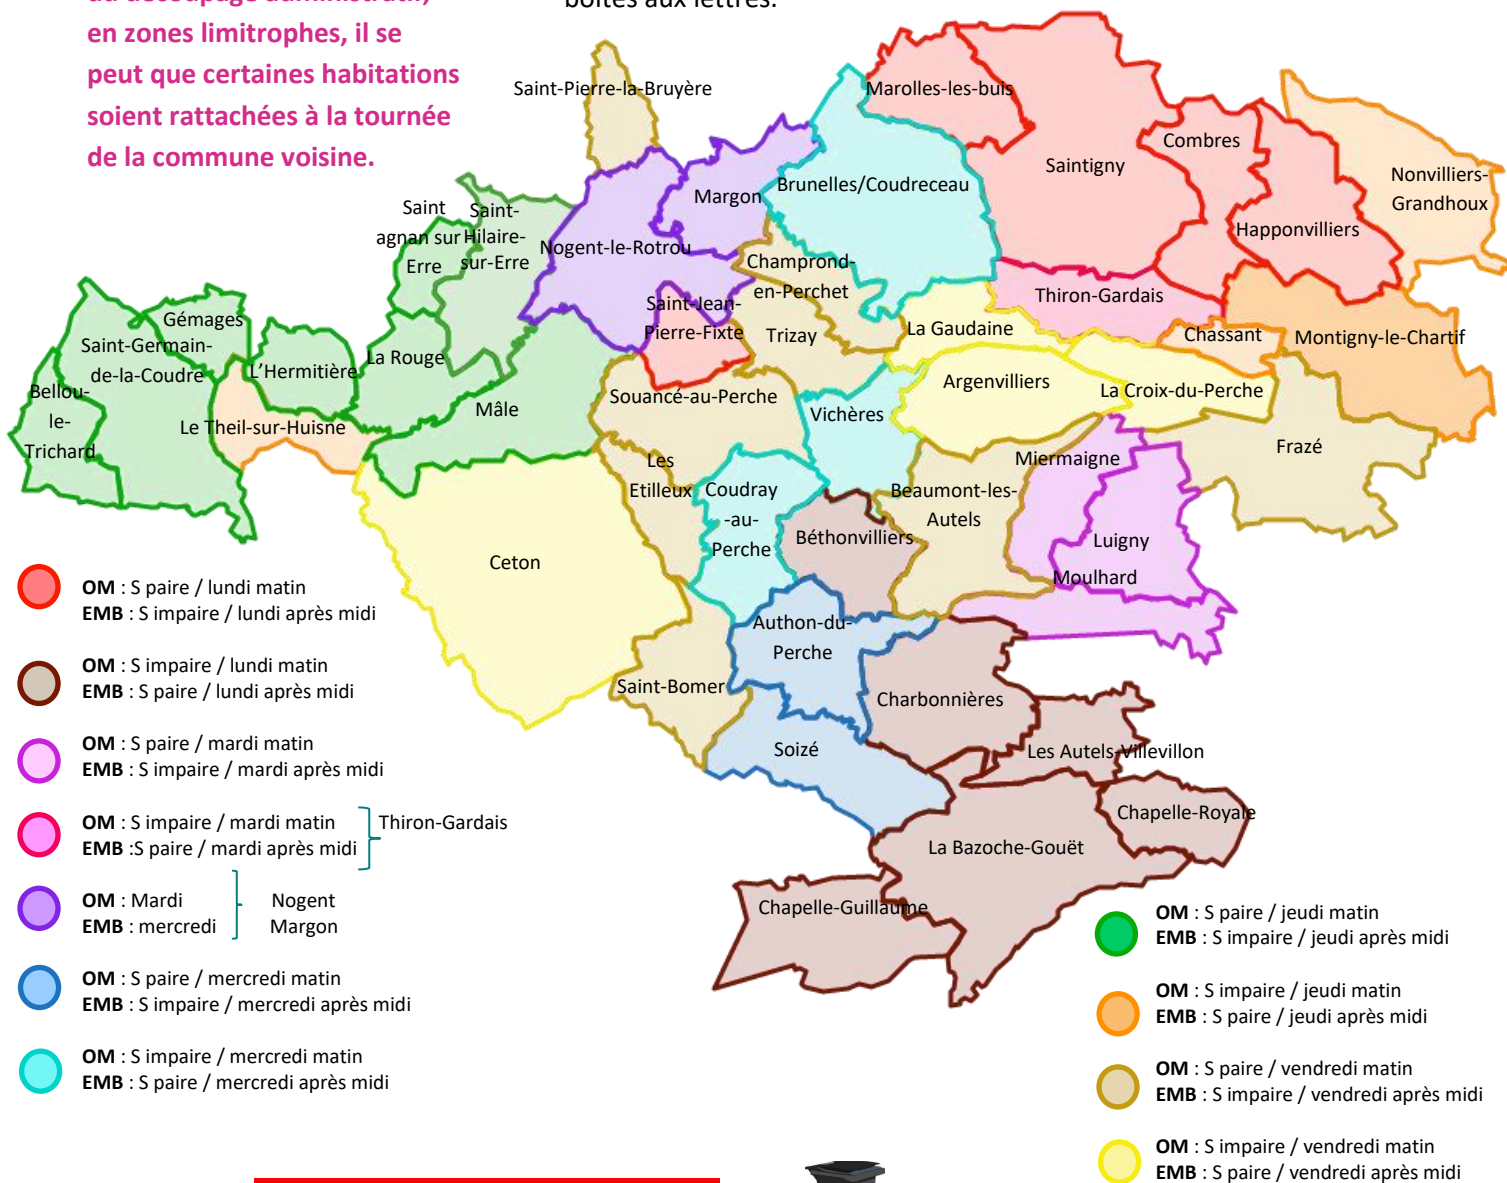 en zones limitrophes, il se
peut que certaines habitations
soient rattachées à la tournée
de la commune voisine.
boîtes aux lettres.
Saint-Pierre-la-Bruyère
Marolles-les-buis
Combres
Saintigny
Nonvilliers-
Grandhoux
Margon
Brunelles/Coudreceau
Happonvilliers
Saint
agnan sur
Erre
Saint-
Hilaire-
sur-Erre
Nogent-le-Rotrou
Champrond-
en-Perchet
Thiron-Gardais
Saint-Jean-
Pierre-Fixte
Trizay
La Gaudaine
Chassant
Montigny-le-Chartif
Gémages
Saint-Germain-
de-la-Coudre
L'Hermitière
La Rouge
Bellou-
le-
Trichard
Le Theil-sur-Huisne
Mâle
Souancé-au-Perche
Vichères
Argenvilliers
La Croix-du-Perche
Frazé
Miermaigne
Les
Etilleux
Coudray
-au-
Perche
Beaumont-les-
Autels
Béthonvilliers
Luigny
Moulhard
Ceton
Authon-du-
Perche
Saint-Bomer
Charbonnières
Soizé
Les Autels-Villevillon
Chapelle-Royale
La Bazoche-Gouët
Chapelle-Guillaume
OM : S paire / lundi matin
EMB : S impaire / lundi après midi
OM : S impaire / lundi matin
EMB : S paire / lundi après midi
OM : S paire / mardi matin
EMB : S impaire / mardi après midi
OM : S impaire / mardi matin
EMB :S paire / mardi après midi
Thiron-Gardais
OM : Mardi
EMB : mercredi
Nogent
Margon
OM : S paire / mercredi matin
EMB : S impaire / mercredi après midi
OM : S impaire / mercredi matin
EMB : S paire / mercredi après midi
OM : S paire / jeudi matin
EMB : S impaire / jeudi après midi
OM : S impaire / jeudi matin
EMB : S paire / jeudi après midi
OM : S paire / vendredi matin
EMB : S impaire / vendredi après midi
OM : S impaire / vendredi matin
EMB : S paire / vendredi après midi